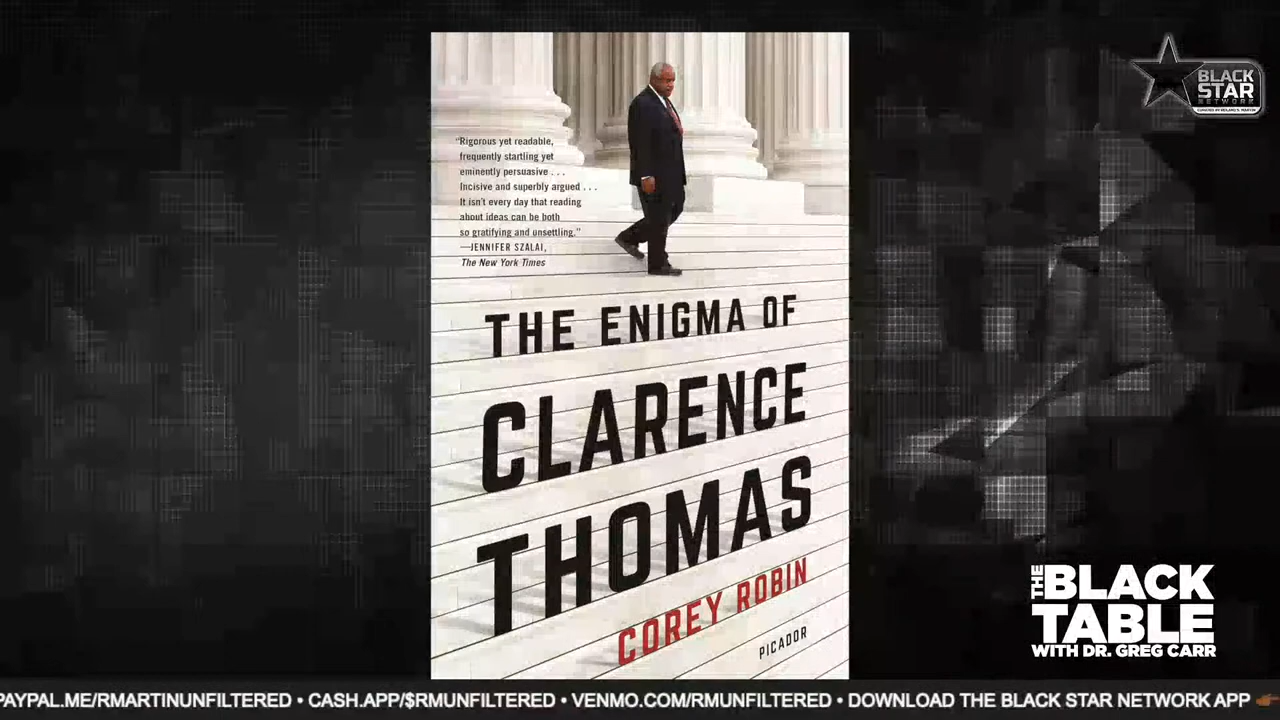 “Rigorous yet readable,
frequently startling yet
eminently persuasive . . .
Incisive and superbly argued . . .
It isn't every day that reading
about ideas can be both
so gratifying and unsettling.”
—JENNIFER SZALAI,
The New York Times
THE ENIGMA OF
CLARENCE
THOMAS
COREY ROBIN
PICADOR
BLACK
STAR
NETWORK
THE BLACK
TABLE
WITH DR. GREG CARR
PAYPAL.ME/RMARTINUNFILTERED • CASH.APP/$RMUNFILTERED • VENMO.COM/RMUNFILTERED • DOWNLOAD THE BLACK STAR NETWORK APP